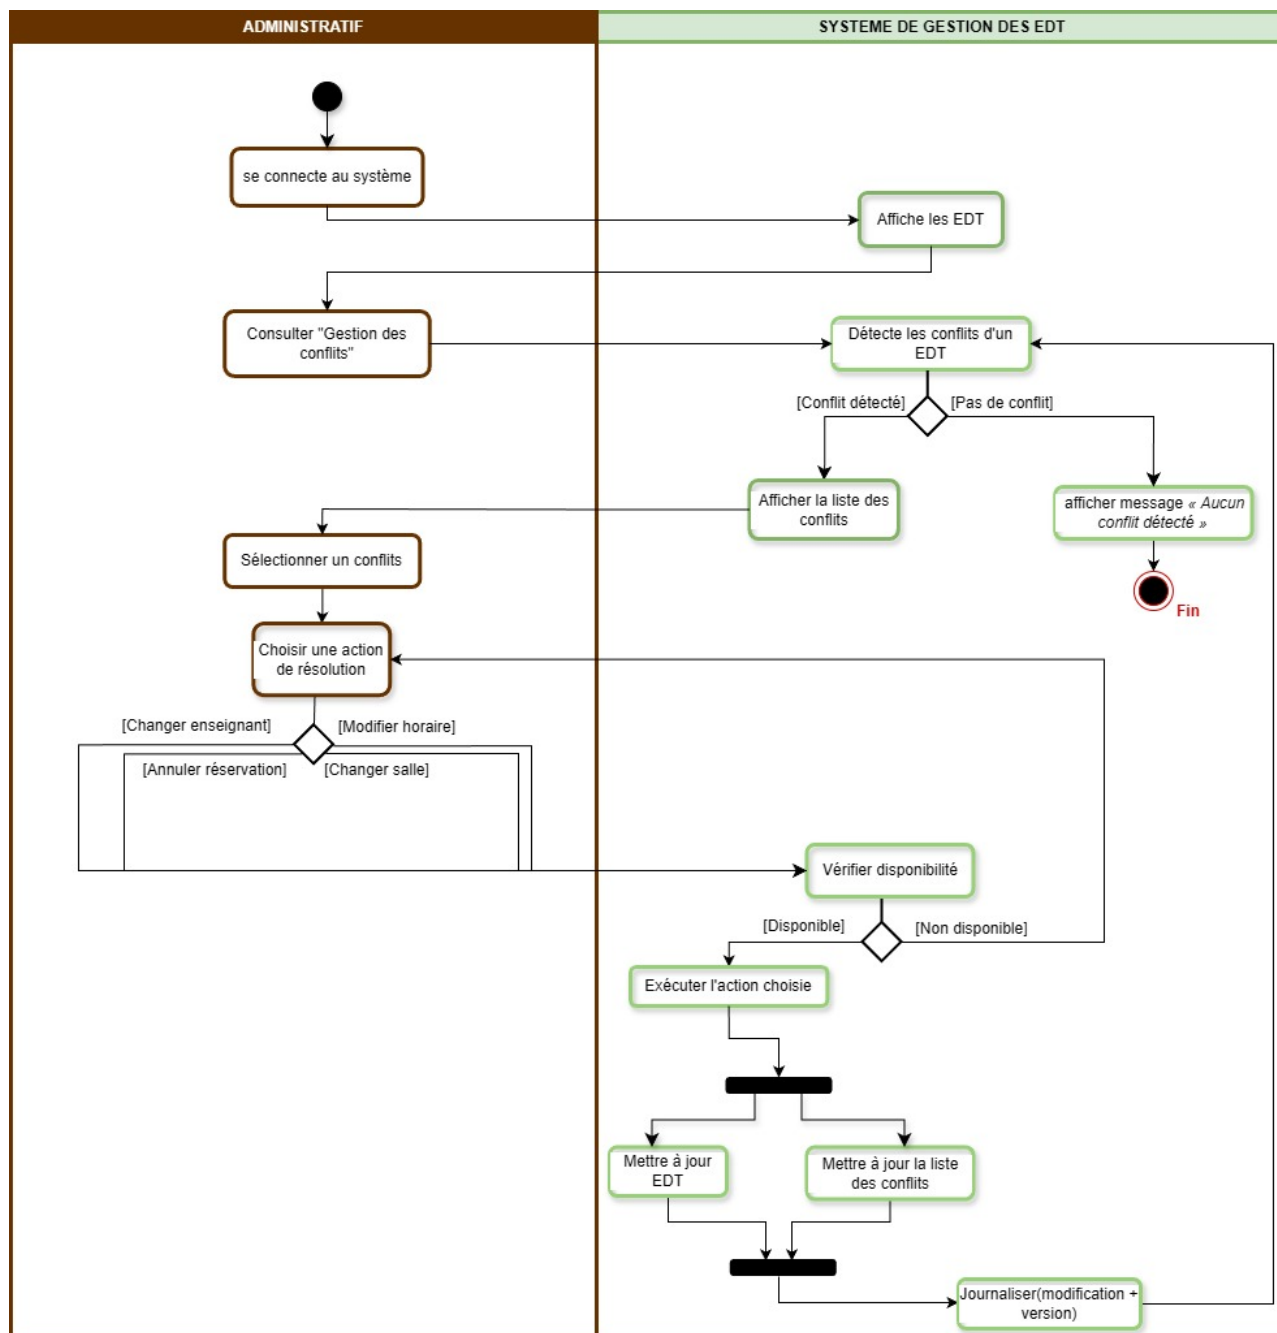 ADMINISTRATIF
SYSTEME DE GESTION DES EDT
se connecte au système
Affiche les EDT
Consulter "Gestion des
conflits"
Détecte les conflits d'un
EDT
[Conflit détecté]
[Pas de conflit]
Afficher la liste des
conflits
afficher message « Aucun
conflit détecté »
Sélectionner un conflits
Fin
Choisir une action
de résolution
[Changer enseignant]
[Modifier horaire]
[Annuler réservation]
[Changer salle]
Vérifier disponibilité
[Disponible]
[Non disponible]
Exécuter l'action choisie
Mettre à jour
EDT
Mettre à jour la liste
des conflits
Journaliser(modification +
version)